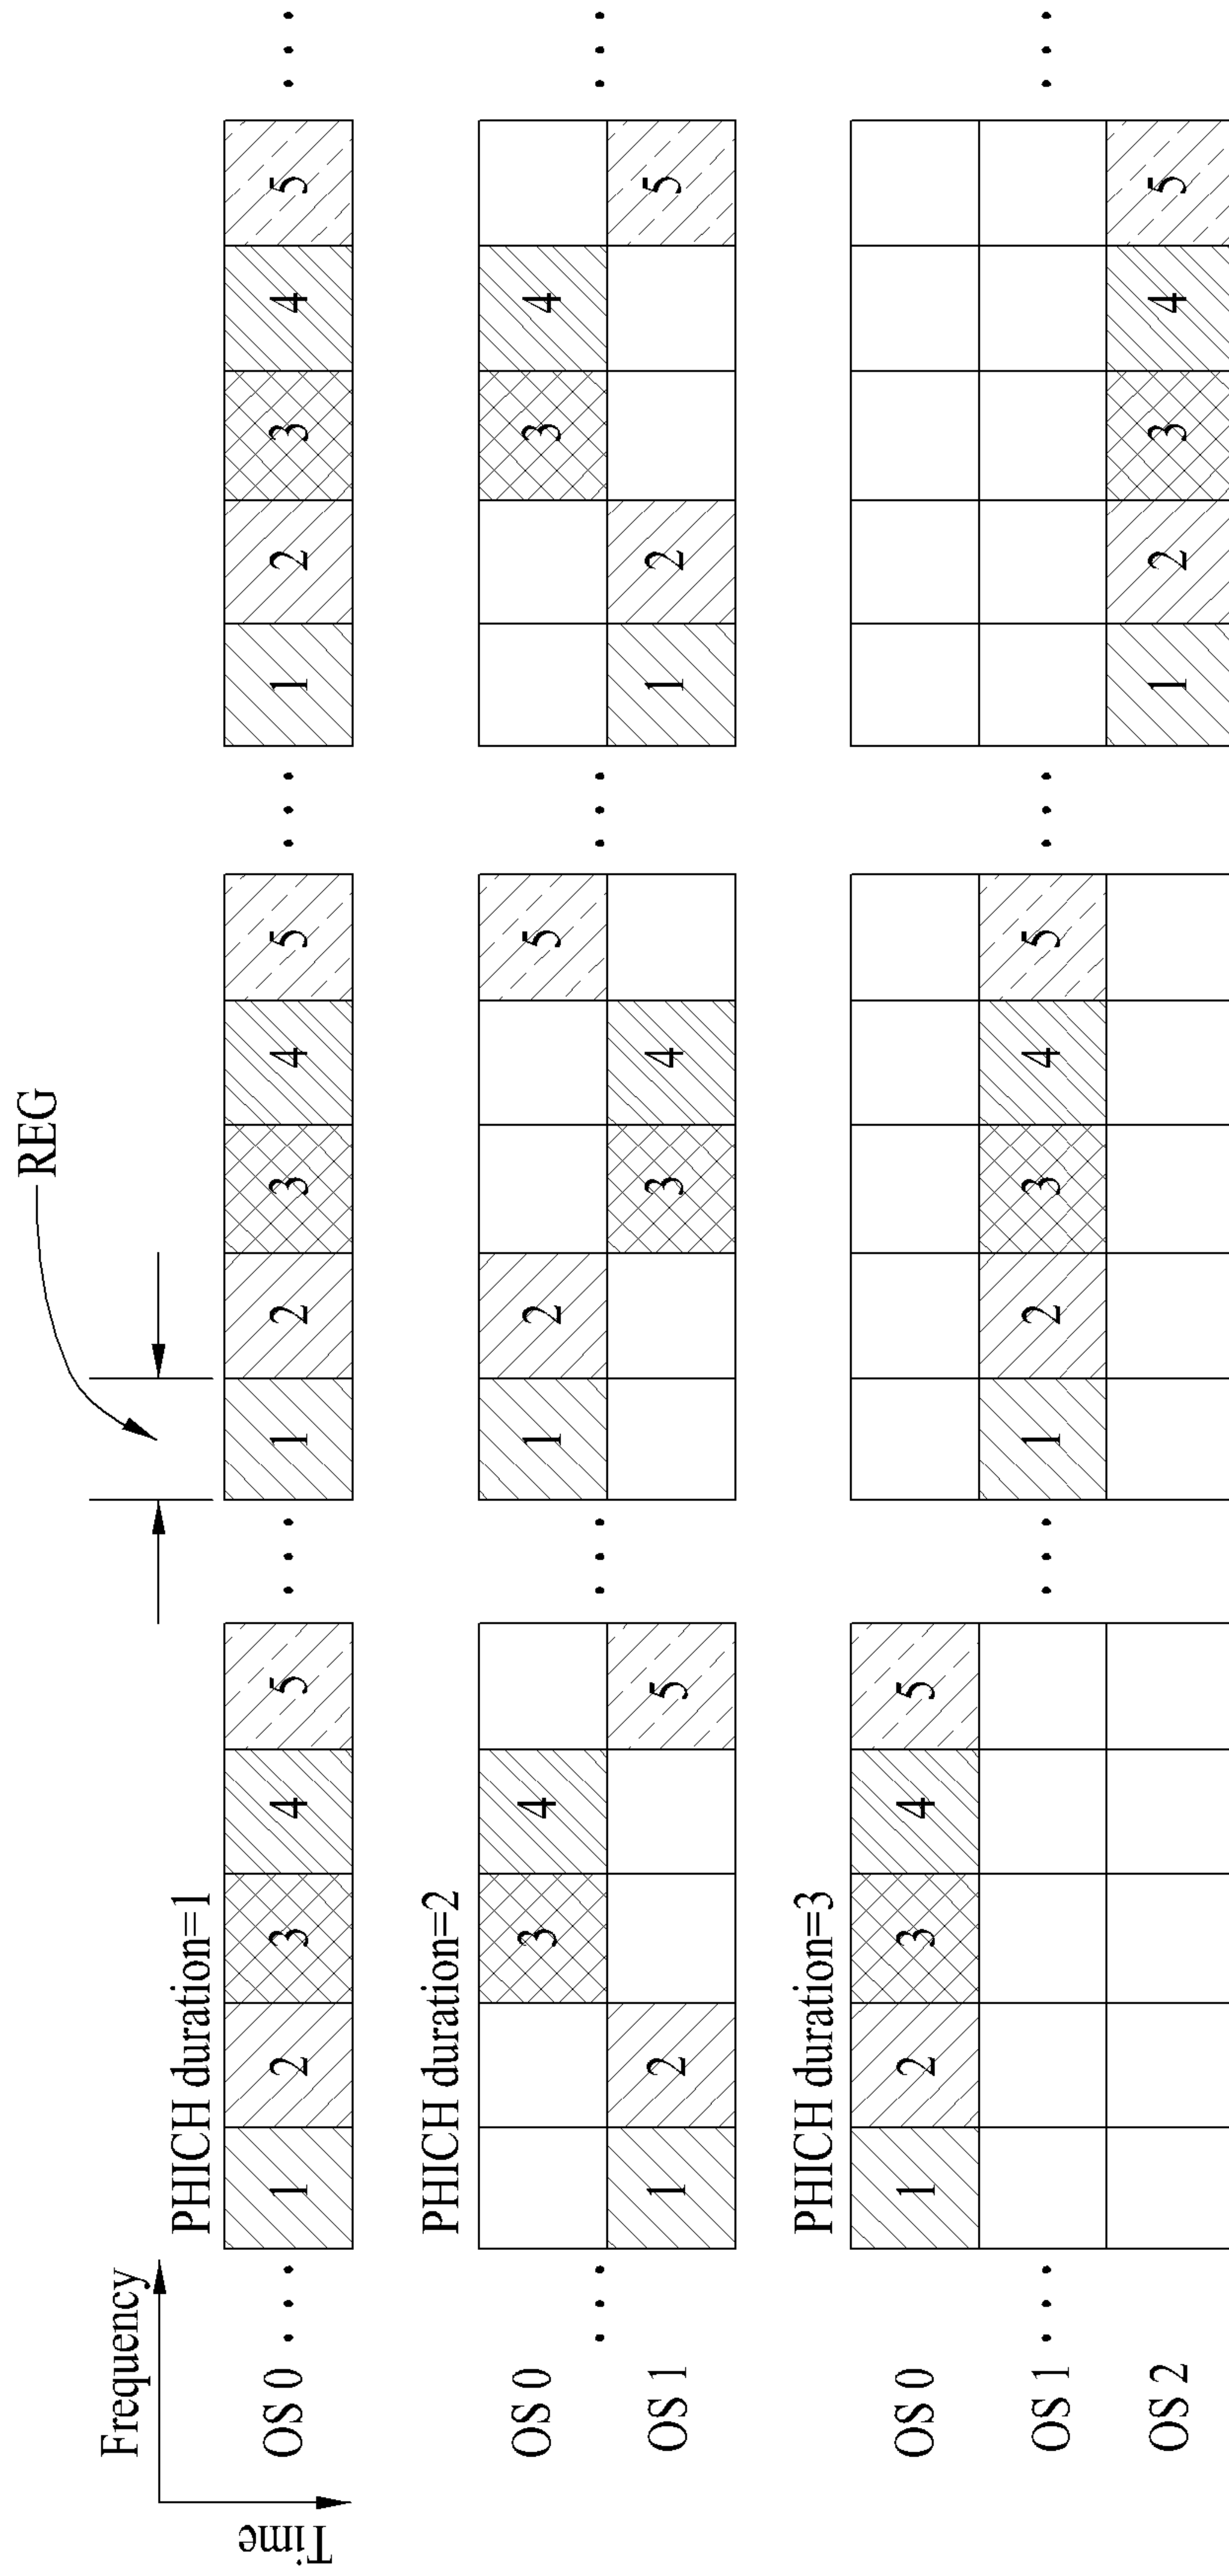 REG
Frequency
Time
PHICH duration=1
OS 0 1 2 3 4 5 1 2 3 4 5 1 2 3 4 5
PHICH duration=2
OS 0 3 4 1 2 5 3 4
OS 1 1 2 5 3 4 1 2 5
PHICH duration=3
OS 0 1 2 3 4 5
OS 1 1 2 3 4 5
OS 2 1 2 3 4 5